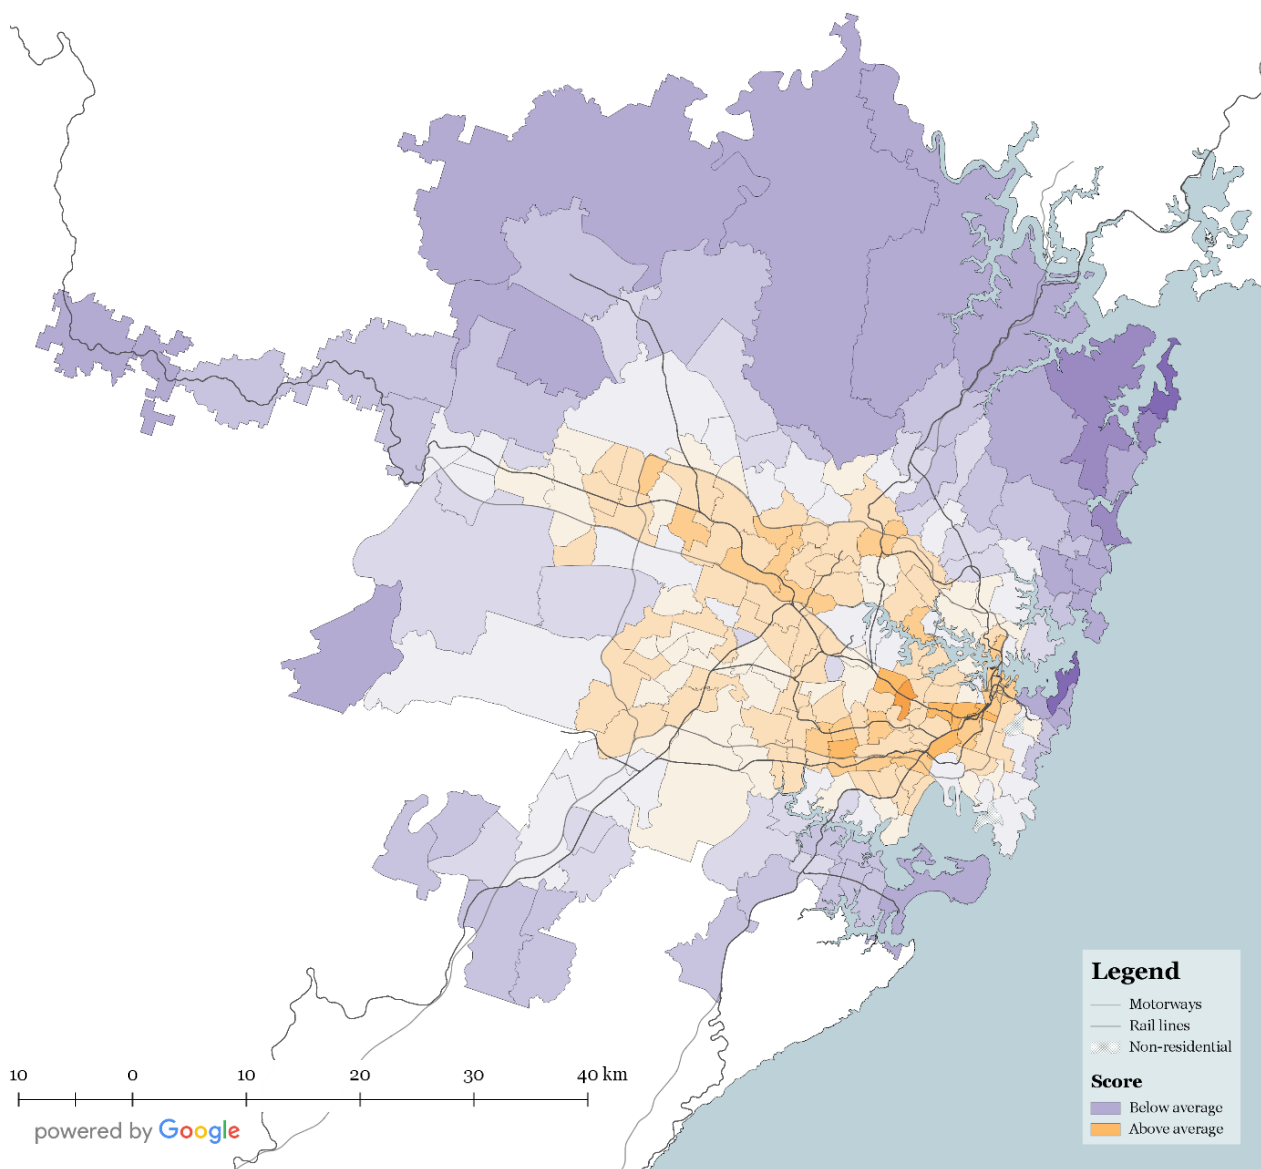 Legend
Motorways
Rail lines
Non-residential
Score
Below average
Above average
10 0 10 20 30 40 km
powered by Google